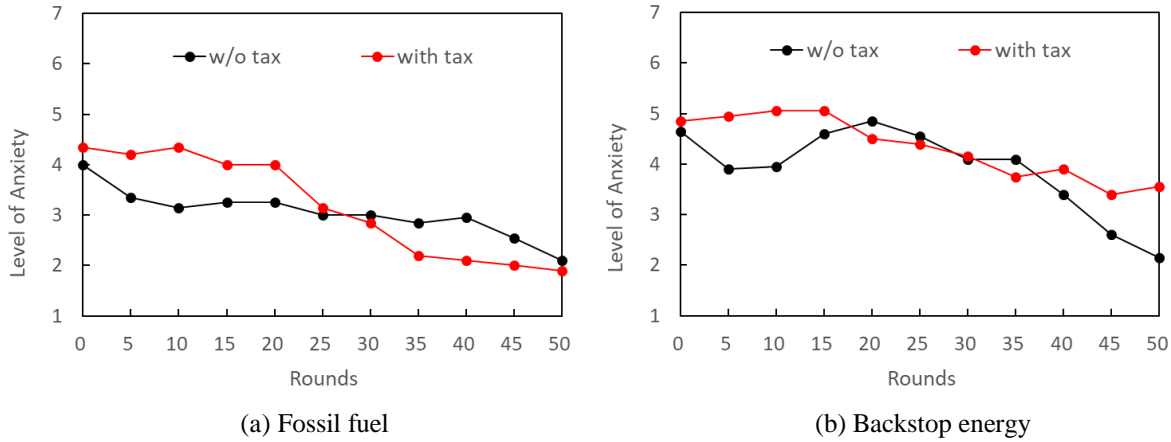 7
6
5
4
3
2
1
Level of Anxiety
w/o tax
with tax
0 5 10 15 20 25 30 35 40 45 50
Rounds
(a) Fossil fuel
7
6
5
4
3
2
1
Level of Anxiety
w/o tax
with tax
0 5 10 15 20 25 30 35 40 45 50
Rounds
(b) Backstop energy